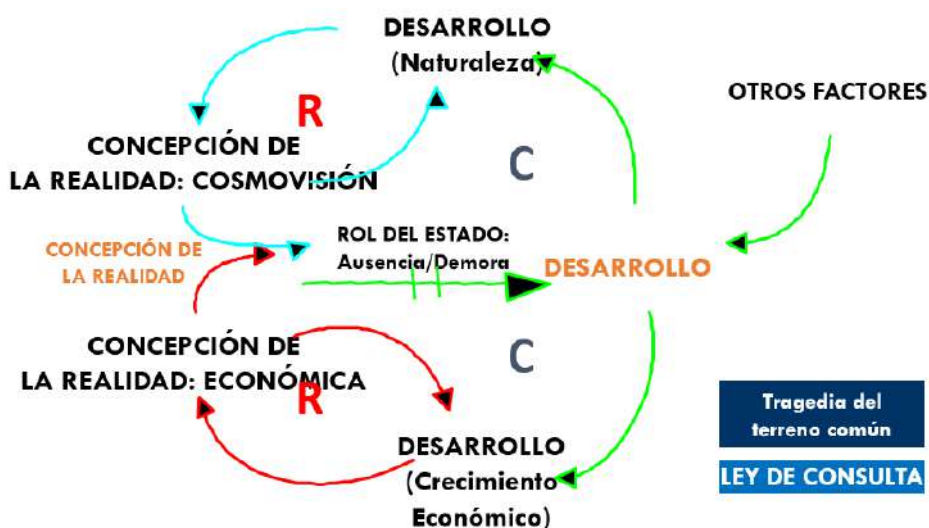 DESARROLLO
(Naturaleza)
OTROS FACTORES
R
CONCEPCIÓN DE
LA REALIDAD: COSMOVISIÓN
C
CONCEPCIÓN DE
LA REALIDAD
ROL DEL ESTADO:
Ausencia/Demora
DESARROLLO
CONCEPCIÓN DE
LA REALIDAD: ECONÓMICA
R
C
DESARROLLO
(Crecimiento
Económico)
Tragedia del
terreno común
LEY DE CONSULTA